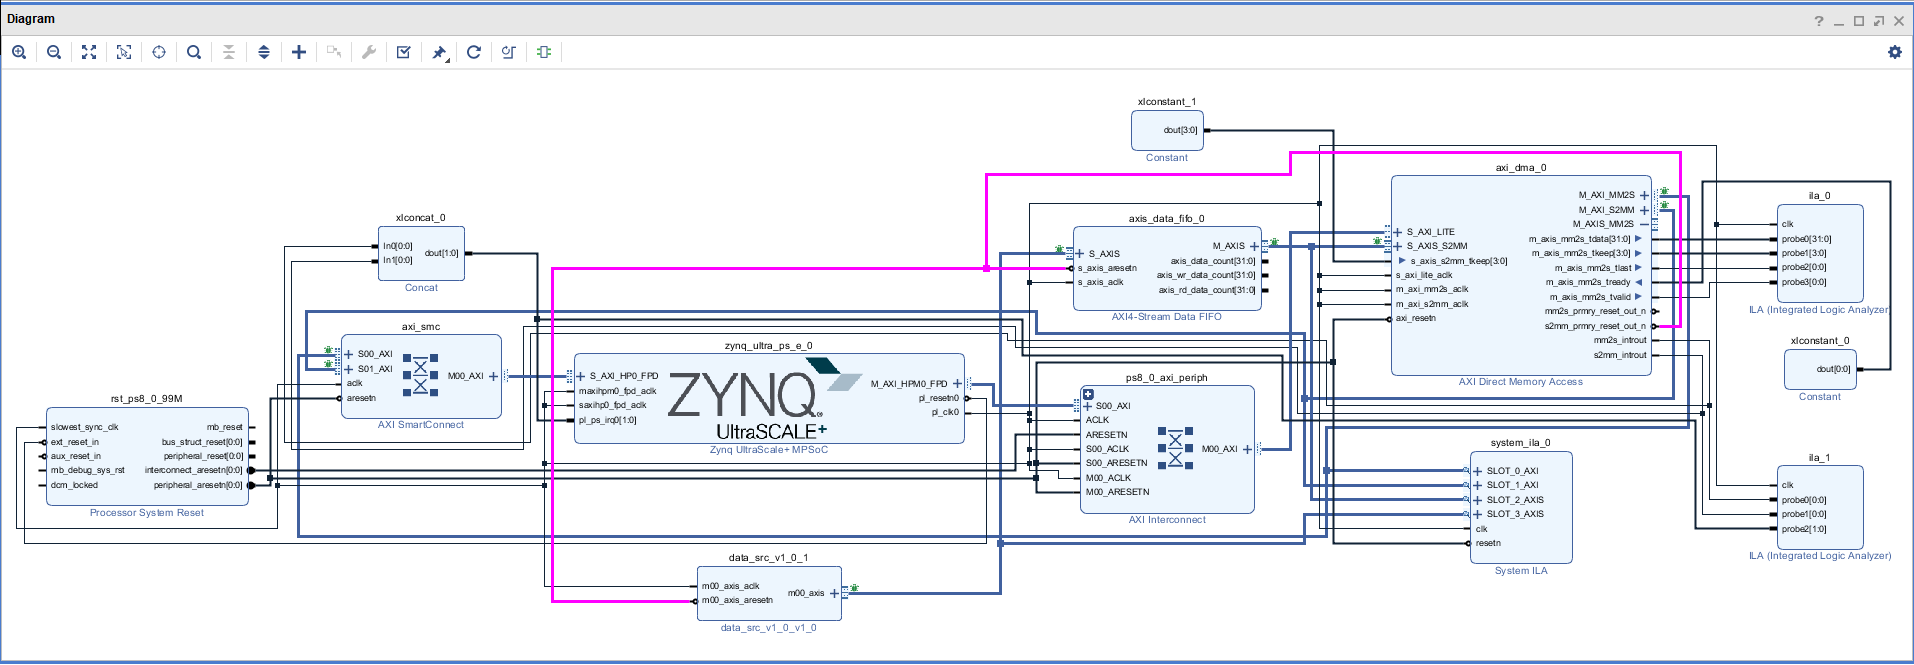 Diagram
xlconstant_1
dout[3:0]
Constant
axi_dma_0
M_AXI_MM2S
M_AXI_S2MM
M_AXIS_MM2S
S_AXI_LITE
m_axis_mm2s_tdata[31:0]
S_AXIS_S2MM
m_axis_mm2s_tkeep[3:0]
s_axis_s2mm_tkeep[3:0]
m_axis_mm2s_tlast
s_axi_lite_aclk
m_axis_mm2s_tready
m_axi_mm2s_aclk
m_axis_mm2s_tvalid
m_axi_s2mm_aclk
mm2s_prmry_reset_out_n
axi_resetn
s2mm_prmry_reset_out_n
mm2s_introut
s2mm_introut
AXI Direct Memory Access
ila_0
clk
probe0[31:0]
probe1[3:0]
probe2[0:0]
probe3[0:0]
ILA (Integrated Logic Analyzer
xlconcat_0
In0[0:0]
In1[0:0]
dout[1:0]
Concat
axis_data_fifo_0
S_AXIS
s_axis_aresetn
s_axis_aclk
M_AXIS
axis_data_count[31:0]
axis_wr_data_count[31:0]
axis_rd_data_count[31:0]
AXI4-Stream Data FIFO
axi_smc
S00_AXI
S01_AXI
aclk
aresetn
M00_AXI
AXI SmartConnect
zynq_ultra_ps_e_0
S_AXI_HP0_FPD
maxihpm0_fpd_aclk
saxihp0_fpd_aclk
pl_ps_irq0[1:0]
ZYNQ
UltraSCALE+
M_AXI_HPM0_FPD
pl_resetn0
pl_clk0
Zynq UltraScale+ MPSoC
xlconstant_0
dout[0:0]
Constant
ps8_0_axi_periph
S00_AXI
ACLK
ARESETN
S00_ACLK
S00_ARESETN
M00_ACLK
M00_ARESETN
M00_AXI
AXI Interconnect
rst_ps8_0_99M
slowest_sync_clk
ext_reset_in
aux_reset_in
mb_debug_sys_rst
dcm_locked
mb_reset
bus_struct_reset[0:0]
peripheral_reset[0:0]
interconnect_aresetn[0:0]
peripheral_aresetn[0:0]
Processor System Reset
system_ila_0
SLOT_0_AXI
SLOT_1_AXI
SLOT_2_AXIS
SLOT_3_AXIS
clk
resetn
System ILA
ila_1
clk
probe0[0:0]
probe1[0:0]
probe2[1:0]
ILA (Integrated Logic Analyzer)
data_src_v1_0_1
m00_axis_aclk
m00_axis_aresetn
m00_axis
data_src_v1_0_v1_0